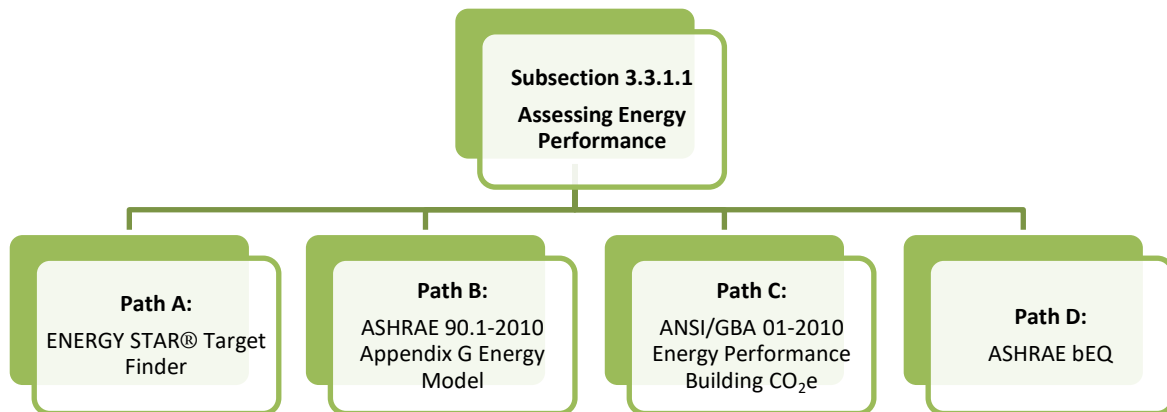 Subsection 3.3.1.1
Assessing Energy
Performance
Path A:
ENERGY STAR® Target
Finder
Path B:
ASHRAE 90.1-2010
Appendix G Energy
Model
Path C:
ANSI/GBA 01-2010
Energy Performance
Building CO₂e
Path D:
ASHRAE bEQ